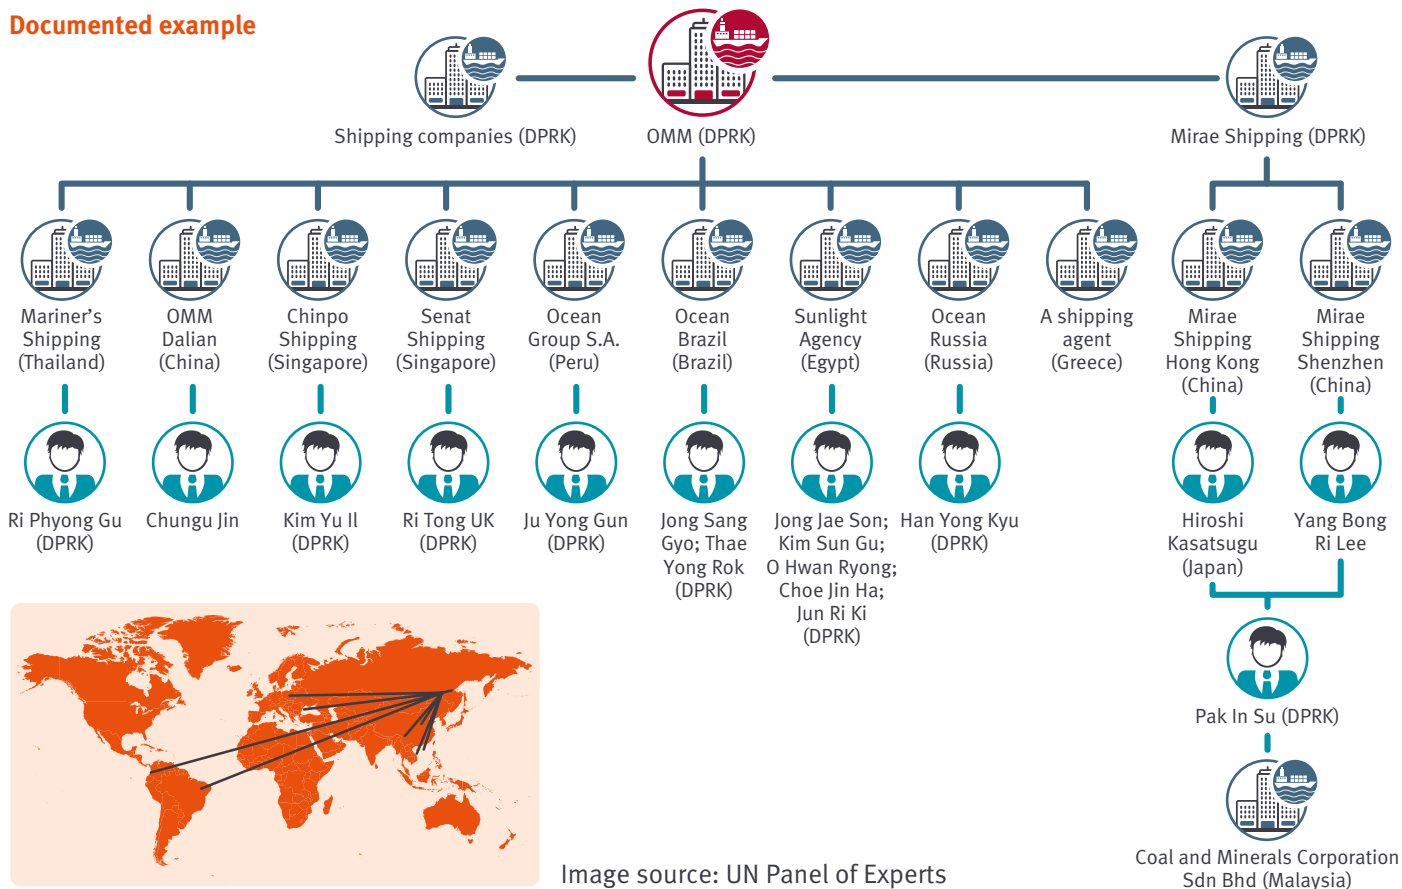 Documented example
Shipping companies (DPRK)
OMM (DPRK)
Mirae Shipping (DPRK)
Mariner’s
Shipping
(Thailand)
OMM
Dalian
(China)
Chinpo
Shipping
(Singapore)
Senat
Shipping
(Singapore)
Ocean
Group S.A.
(Peru)
Ocean
Brazil
(Brazil)
Sunlight
Agency
(Egypt)
Ocean
Russia
(Russia)
A shipping
agent
(Greece)
Mirae
Shipping
Hong Kong
(China)
Mirae
Shipping
Shenzhen
(China)
Ri Phyong Gu
(DPRK)
Chungu Jin
Kim Yu Il
(DPRK)
Ri Tong UK
(DPRK)
Ju Yong Gun
(DPRK)
Jong Sang
Gyo; Thae
Yong Rok
(DPRK)
Jong Jae Son;
Kim Sun Gu;
O Hwan Ryong;
Choe Jin Ha;
Jun Ri Ki
(DPRK)
Han Yong Kyu
(DPRK)
Hiroshi
Kasatsugu
(Japan)
Yang Bong
Ri Lee
Pak In Su (DPRK)
Coal and Minerals Corporation
Sdn Bhd (Malaysia)
Image source: UN Panel of Experts